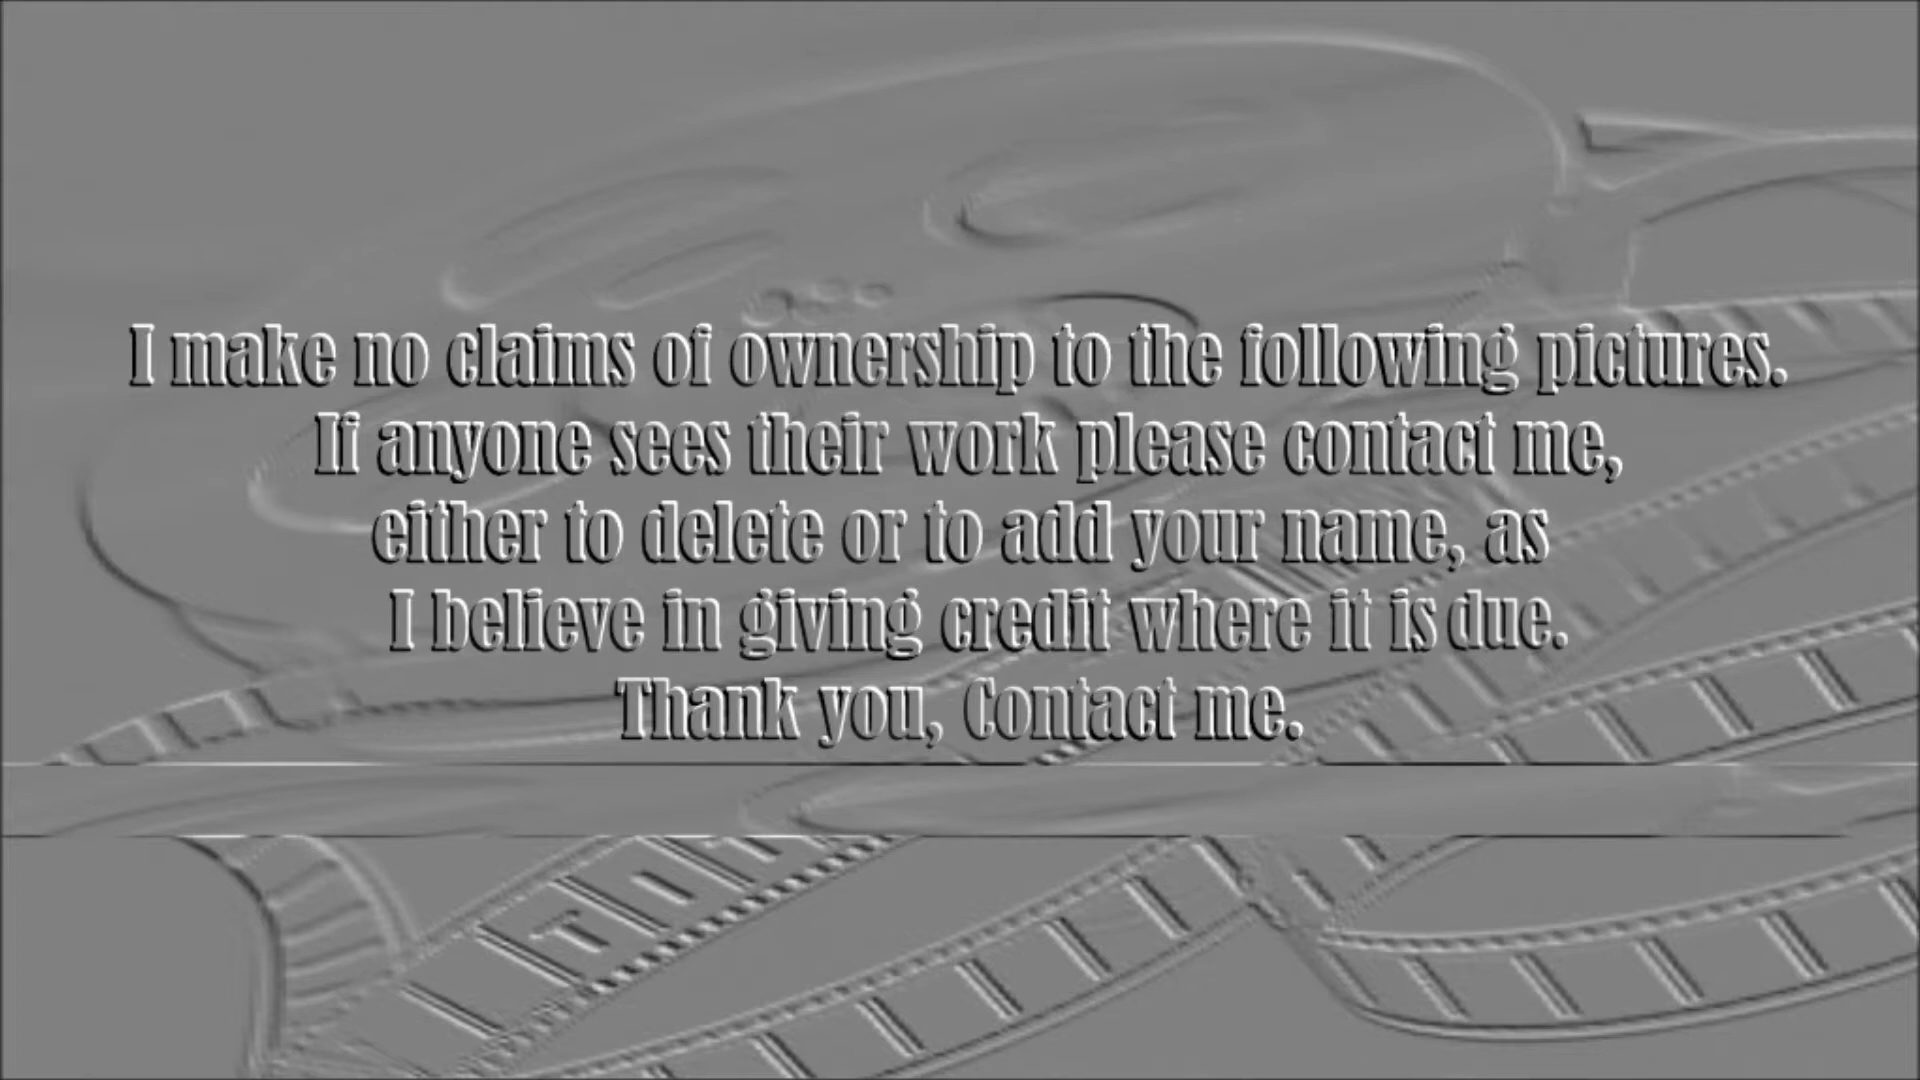 I make no claims of ownership to the following pictures.
If anyone sees their work please contact me,
either to delete or to add your name, as
I believe in giving credit where it is due.
Thank you, Contact me.